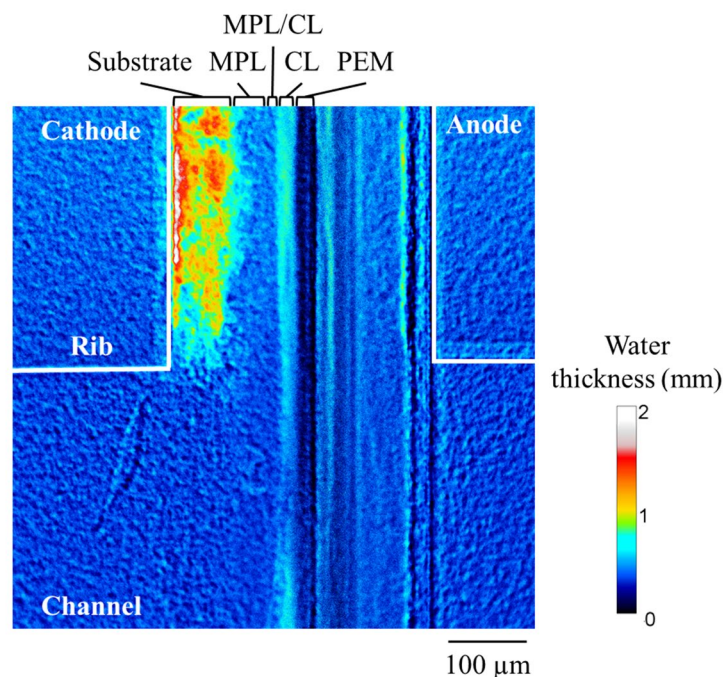 MPL/CL
Substrate MPL CL PEM
Cathode
Anode
Rib
Water
thickness (mm)
2
1
0
Channel
100 µm